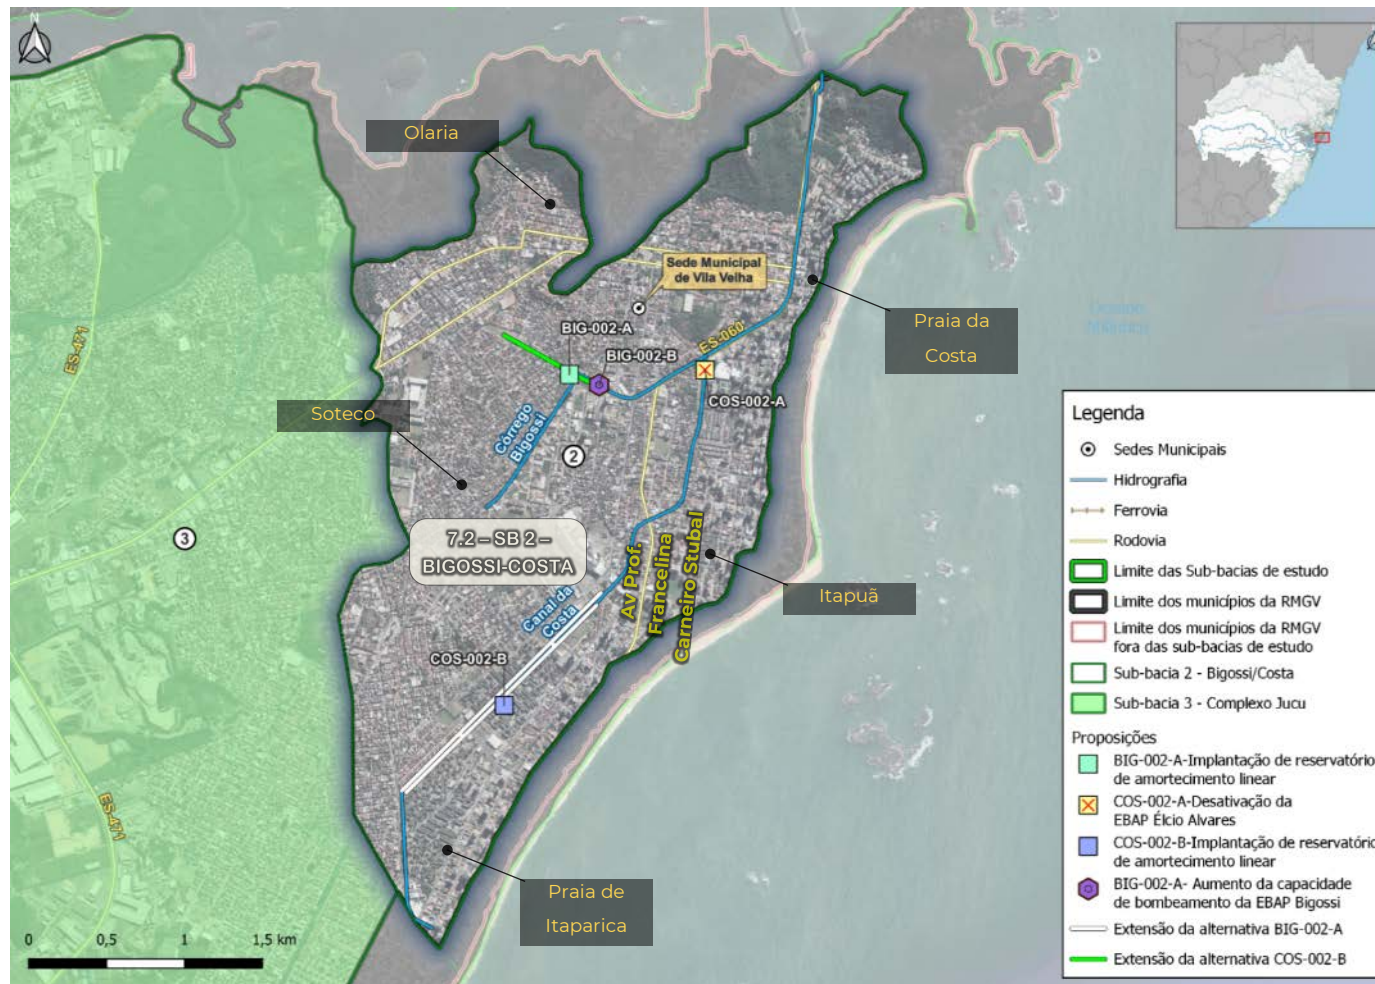 N
Olaria
Sede Municipal
de Vila Velha
Praia da
Costa
BIG-002-A
BIG-002-B
ES-060
COS-002-A
ES-471
Soteco
Córrego
Bigossi
2
3
7.2 – SB 2 –
BIGOSSI-COSTA
Av Prof.
Francelina
Carneiro Stubal
Itapuã
Canal da
Costa
COS-002-B
ES-471
Praia de
Itaparica
0 0,5 1 1,5 km
Legenda
Sedes Municipais
Hidrografia
Ferrovia
Rodovia
Limite das Sub-bacias de estudo
Limite dos municípios da RMGV
Limite dos municípios da RMGV
fora das sub-bacias de estudo
Sub-bacia 2 - Bigossi/Costa
Sub-bacia 3 - Complexo Jucu
Proposições
BIG-002-A-Implantação de reservatório
de amortecimento linear
COS-002-A-Desativação da
EBAP Élcio Alvares
COS-002-B-Implantação de reservatório
de amortecimento linear
BIG-002-A- Aumento da capacidade
de bombeamento da EBAP Bigossi
Extensão da alternativa BIG-002-A
Extensão da alternativa COS-002-B